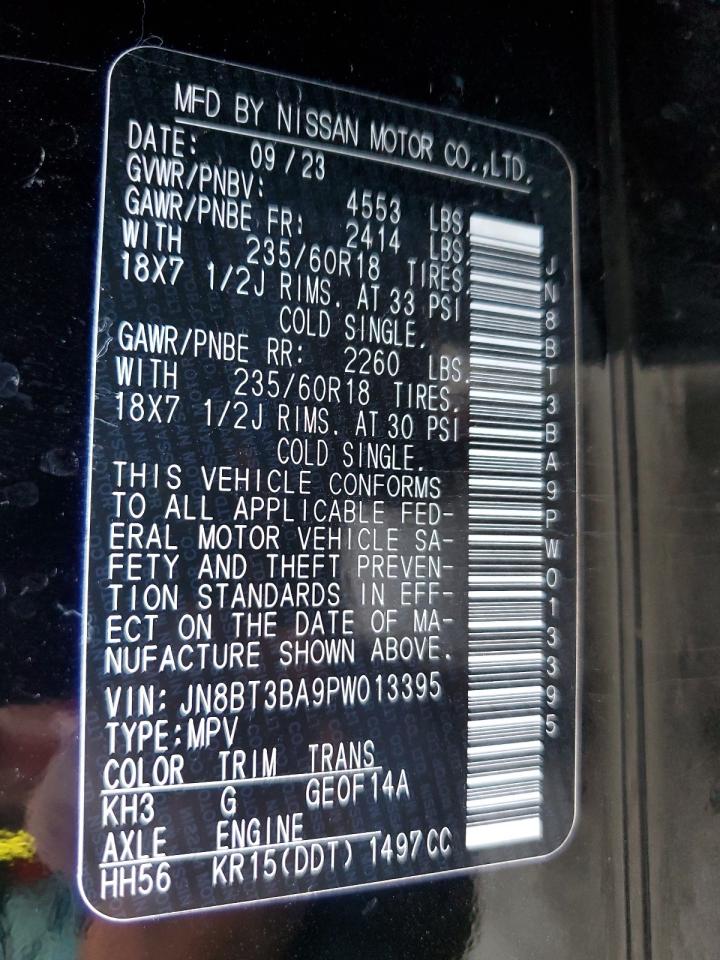 MFD BY NISSAN MOTOR CO.,LTD.
DATE: 09/23
GVWR/PNBV: 4553 LBS
GAWR/PNBE FR: 2414 LBS.
WITH 235/60R18 TIRES.
18X7 1/2J RIMS. AT 33 PSI
COLD SINGLE.
GAWR/PNBE RR: 2260 LBS.
WITH 235/60R18 TIRES.
18X7 1/2J RIMS. AT 30 PSI
COLD SINGLE.
THIS VEHICLE CONFORMS
TO ALL APPLICABLE FED-
ERAL MOTOR VEHICLE SA-
FETY AND THEFT PREVEN-
TION STANDARDS IN EFF-
ECT ON THE DATE OF MA-
NUFACTURE SHOWN ABOVE.
VIN: JN8BT3BA9PW013395
TYPE:MPV
COLOR TRIM TRANS
KH3 G GEOF14A
AXLE ENGINE
HH56 KR15(DDT) 1497CC
JN8BT3BA9PW013395